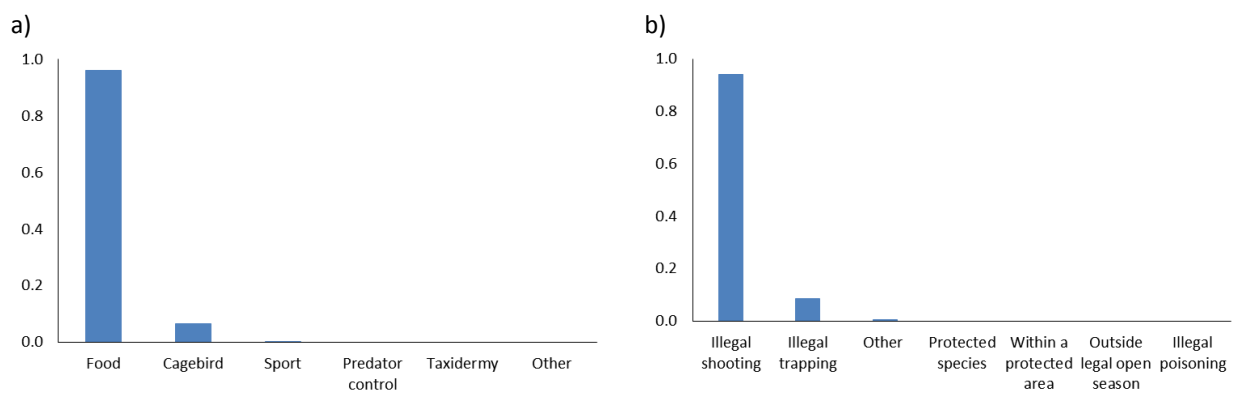 a)
1.0
0.8
0.6
0.4
0.2
0.0
Food
Cagebird
Sport
Predator
control
Taxidermy
Other
b)
1.0
0.8
0.6
0.4
0.2
0.0
Illegal
shooting
Illegal
trapping
Other
Protected
species
Within a
protected
area
Outside
legal open
season
Illegal
poisoning